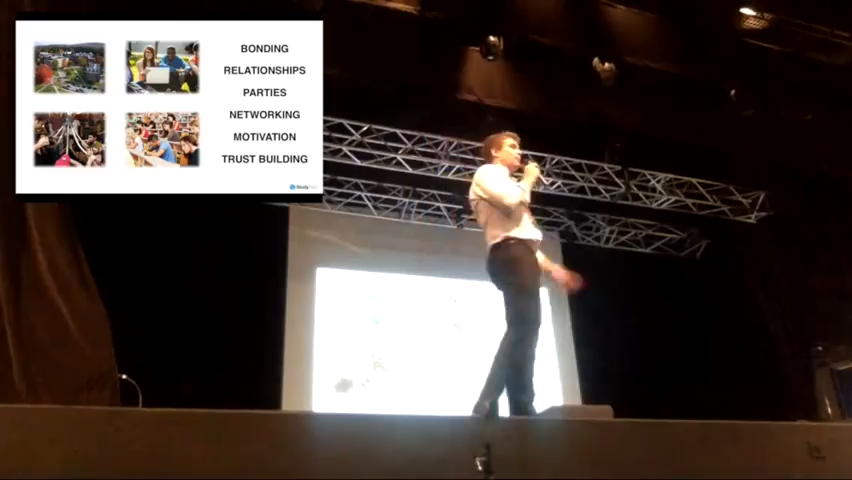 BONDING
RELATIONSHIPS
PARTIES
NETWORKING
MOTIVATION
TRUST BUILDING